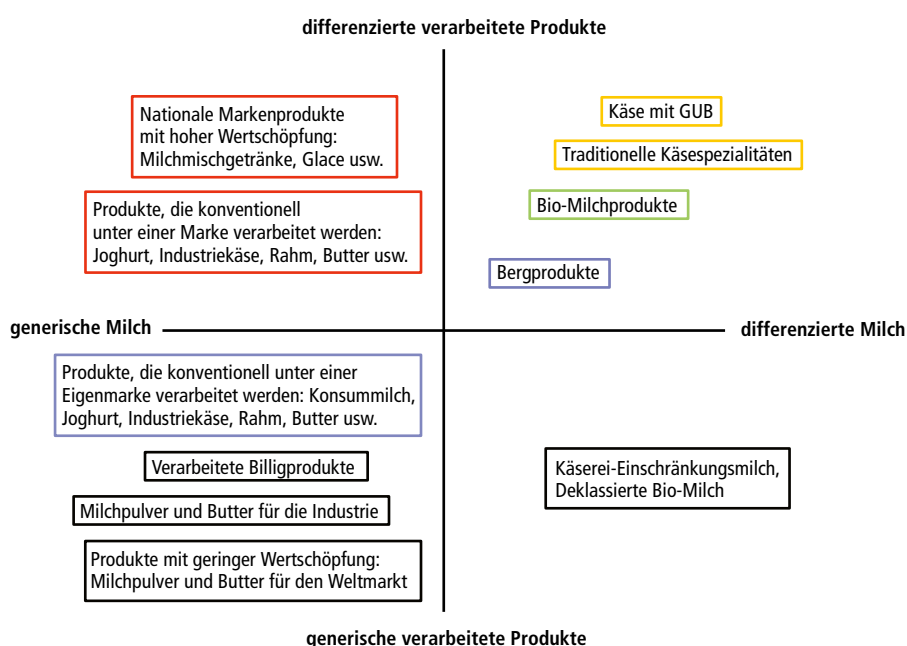 differenzierte verarbeitete Produkte
Nationale Markenprodukte
mit hoher Wertschöpfung:
Milchmischgetränke, Glace usw.
Produkte, die konventionell
unter einer Marke verarbeitet werden:
Joghurt, Industriekäse, Rahm, Butter usw.
Käse mit GUB
Traditionelle Käsespezialitäten
Bio-Milchprodukte
Bergprodukte
generische Milch
differenzierte Milch
Produkte, die konventionell unter einer
Eigenmarke verarbeitet werden: Konsummilch,
Joghurt, Industriekäse, Rahm, Butter usw.
Verarbeitete Billigprodukte
Milchpulver und Butter für die Industrie
Produkte mit geringer Wertschöpfung:
Milchpulver und Butter für den Weltmarkt
Käserei-Einschränkungsmilch,
Deklassierte Bio-Milch
generische verarbeitete Produkte